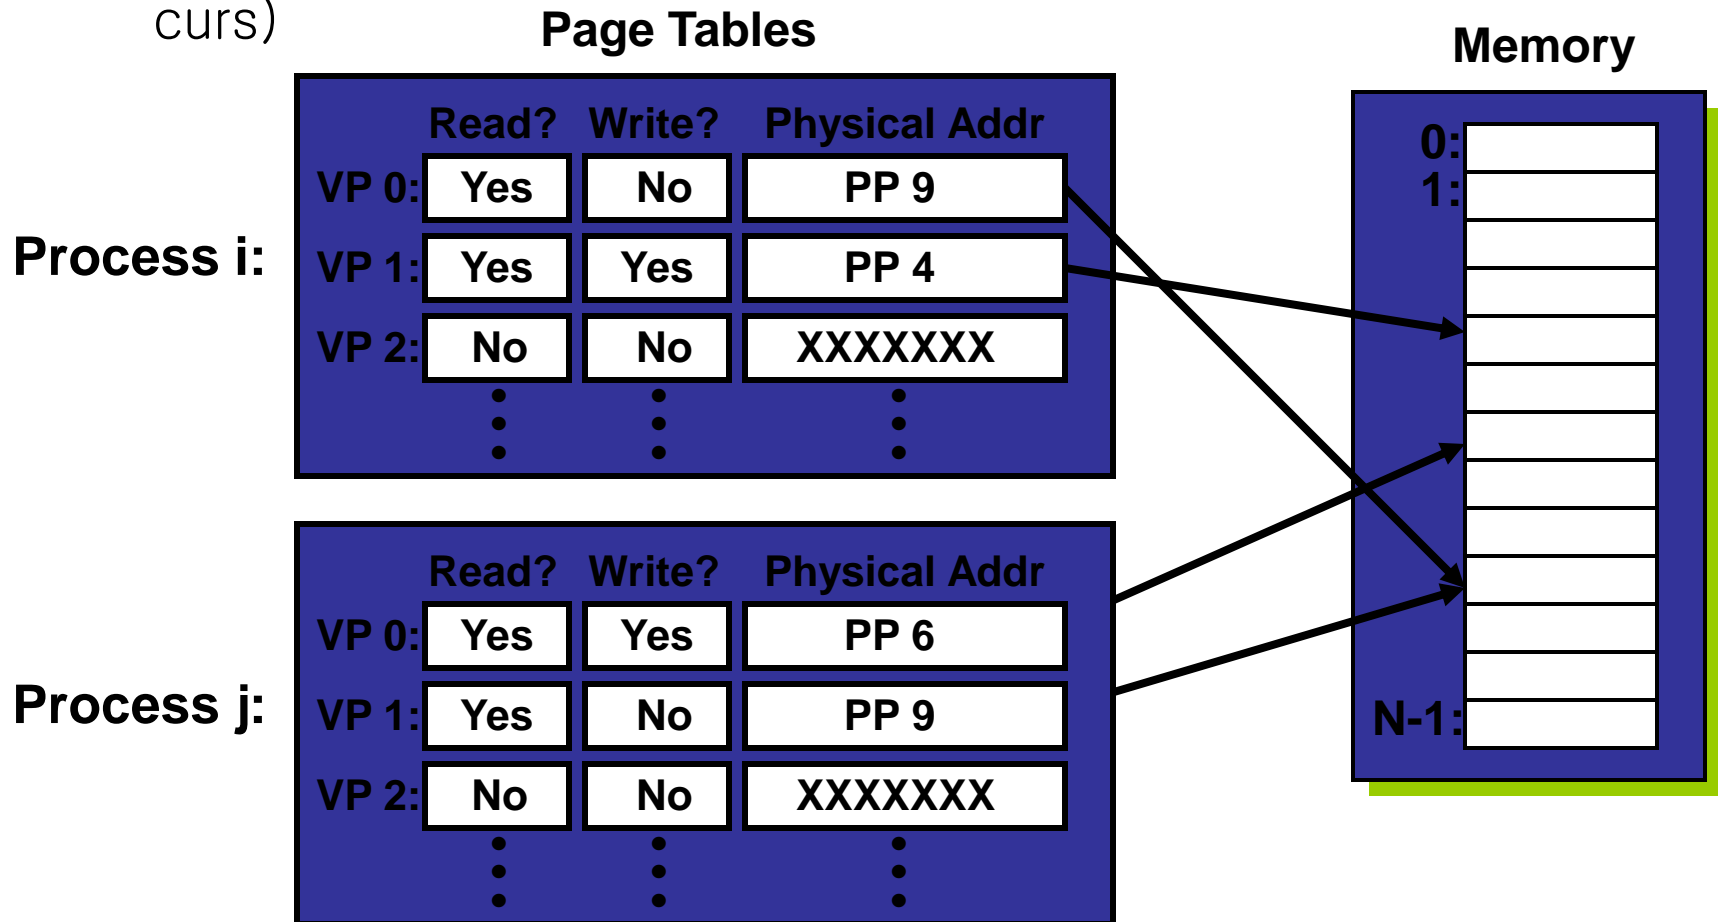 curs)
Page Tables
Memory
Process i:
Read? Write? Physical Addr
VP 0: Yes No PP 9
VP 1: Yes Yes PP 4
VP 2: No No XXXXXXX
Process j:
Read? Write? Physical Addr
VP 0: Yes Yes PP 6
VP 1: Yes No PP 9
VP 2: No No XXXXXXX
0:
1:
N-1: